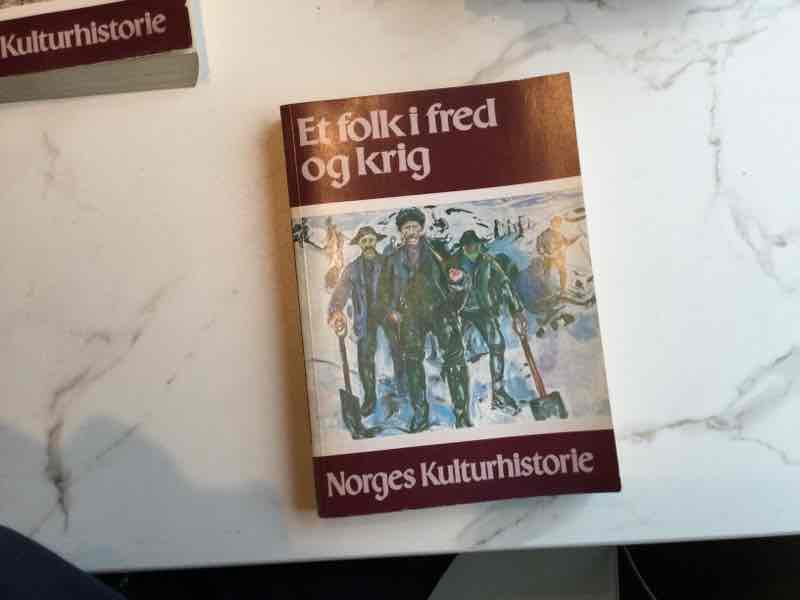 Kulturhistorie
Et folk i fred
og krig
Norges Kulturhistorie